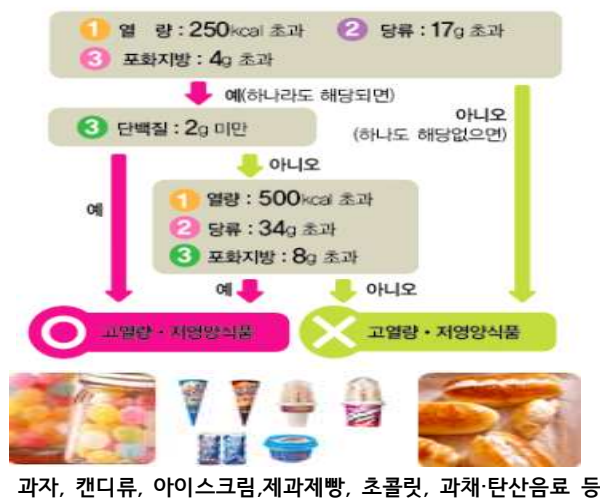 1 열 량 : 250kcal 초과 2 당류 : 17g 초과
3 포화지방 : 4g 초과
예(하나라도 해당되면)
아니오
(하나도 해당없으면)
3 단백질 : 2g 미만
아니오
예
1 열량 : 500kcal 초과
2 당류 : 34g 초과
3 포화지방 : 8g 초과
예 아니오
고열량·저영양식품 고열량·저영양식품
과자, 캔디류, 아이스크림,제과제빵, 초콜릿, 과채·탄산음료 등